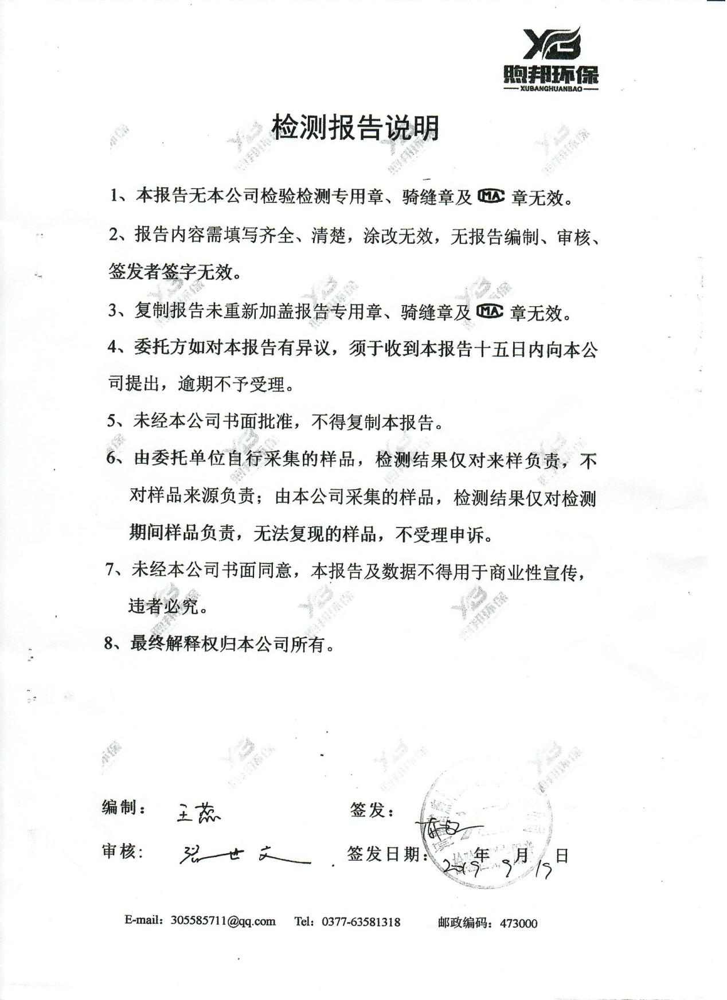 XB
煦邦环保
XUBANGHUANBAO
检测报告说明
1、本报告无本公司检验检测专用章、骑缝章及 MA 章无效。
2、报告内容需填写齐全、清楚，涂改无效，无报告编制、审核、
签发者签字无效。
3、复制报告未重新加盖报告专用章、骑缝章及 MA 章无效。
4、委托方如对本报告有异议，须于收到本报告十五日内向本公
司提出，逾期不予受理。
5、未经本公司书面批准，不得复制本报告。
6、由委托单位自行采集的样品，检测结果仅对来样负责，不
对样品来源负责；由本公司采集的样品，检测结果仅对检测
期间样品负责，无法复现的样品，不受理申诉。
7、未经本公司书面同意，本报告及数据不得用于商业性宣传，
违者必究。
8、最终解释权归本公司所有。
编制： 王蕊 签发：
审核: 张世文 签发日期: 2019年 9月 19日
E-mail：305585711@qq.com Tel：0377-63581318 邮政编码：473000